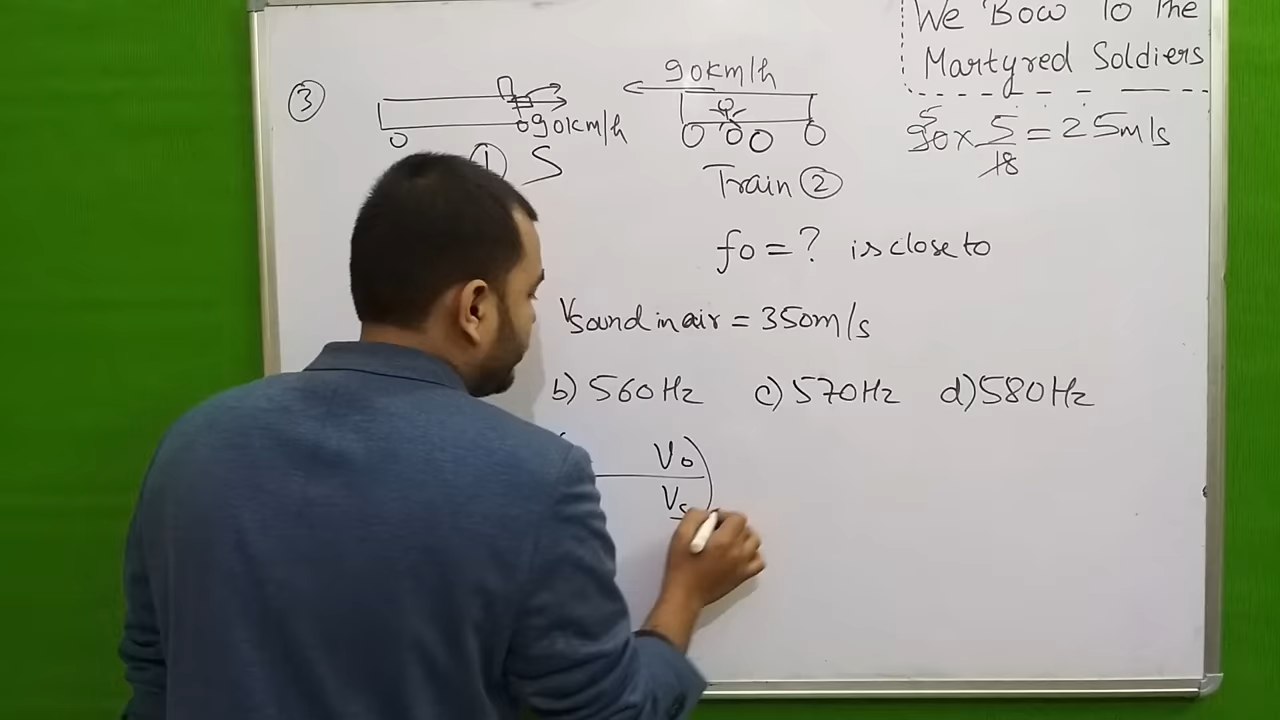 We Bow To The
Martyred Soldiers
③
90km/h
90km/h
90 x 5/18 = 25m/s
5
① S
Train ②
fo = ? is close to
Vsound in air = 350m/s
b) 560Hz c) 570Hz d) 580Hz
Vo
Vs